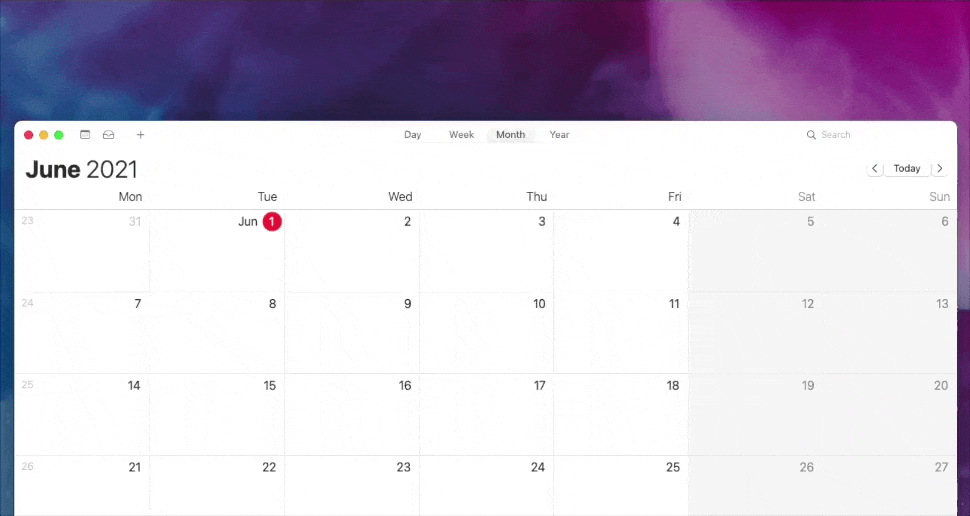 Day Week Month Year Search
June 2021
Today
Mon Tue Wed Thu Fri Sat Sun
23 31 Jun 1 2 3 4 5 6
24 7 8 9 10 11 12 13
25 14 15 16 17 18 19 20
26 21 22 23 24 25 26 27